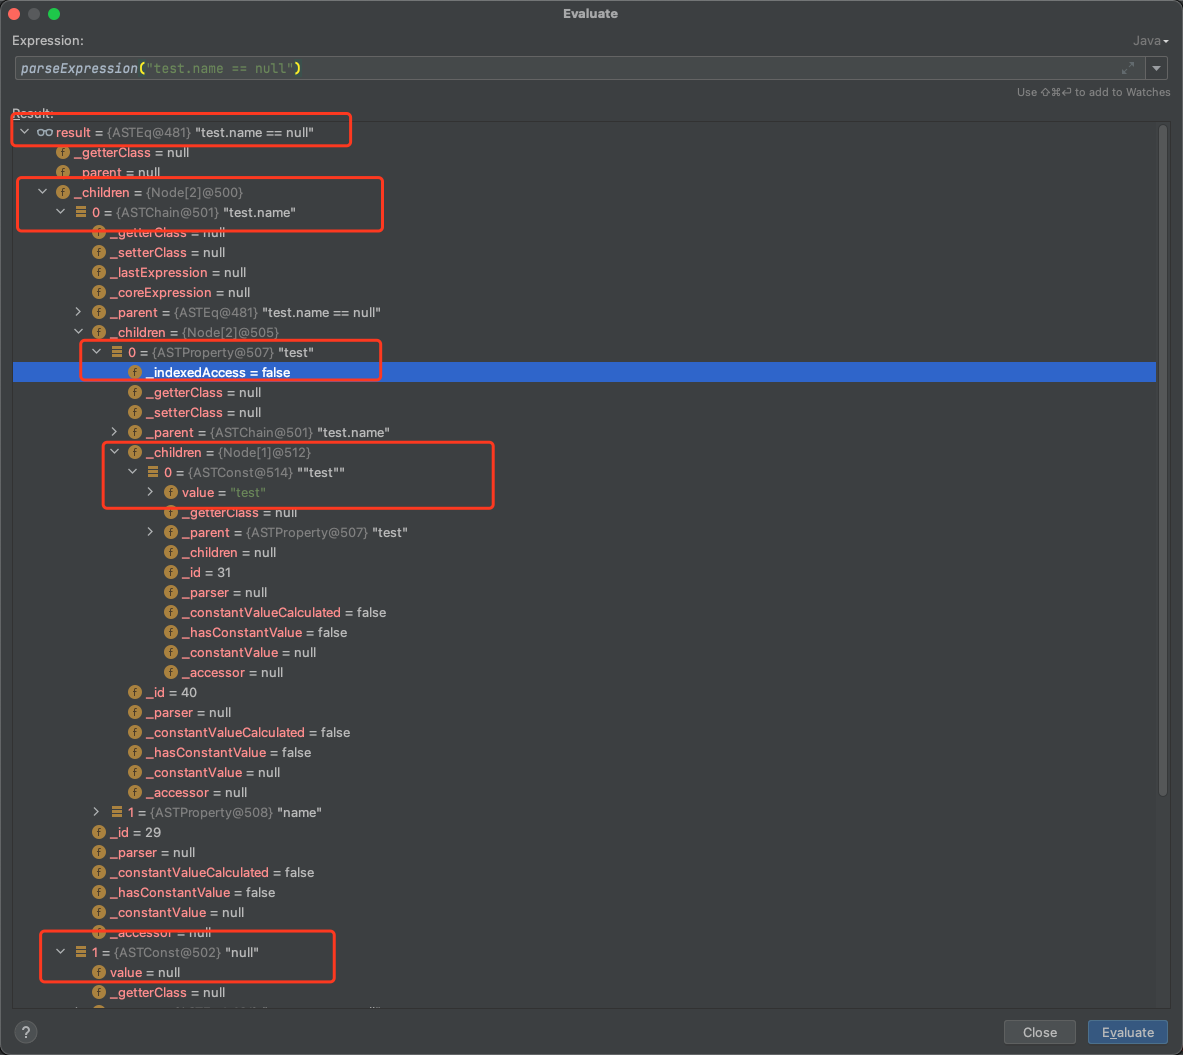 Evaluate
Expression:
Java
parseExpression("test.name == null")
Use ⇧⌘⏎ to add to Watches
Result:
result = {ASTEq@481} "test.name == null"
_getterClass = null
_parent = null
_children = {Node[2]@500}
0 = {ASTChain@501} "test.name"
_getterClass = null
_setterClass = null
_lastExpression = null
_coreExpression = null
_parent = {ASTEq@481} "test.name == null"
_children = {Node[2]@505}
0 = {ASTProperty@507} "test"
_indexedAccess = false
_getterClass = null
_setterClass = null
_parent = {ASTChain@501} "test.name"
_children = {Node[1]@512}
0 = {ASTConst@514} ""test""
value = "test"
_getterClass = null
_parent = {ASTProperty@507} "test"
_children = null
_id = 31
_parser = null
_constantValueCalculated = false
_hasConstantValue = false
_constantValue = null
_accessor = null
_id = 40
_parser = null
_constantValueCalculated = false
_hasConstantValue = false
_constantValue = null
_accessor = null
1 = {ASTProperty@508} "name"
_id = 29
_parser = null
_constantValueCalculated = false
_hasConstantValue = false
_constantValue = null
_accessor = null
1 = {ASTConst@502} "null"
value = null
_getterClass = null
?
Close
Evaluate